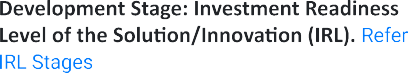 Development Stage: Investment Readiness
Level of the Solution/Innovation (IRL). Refer
IRL Stages